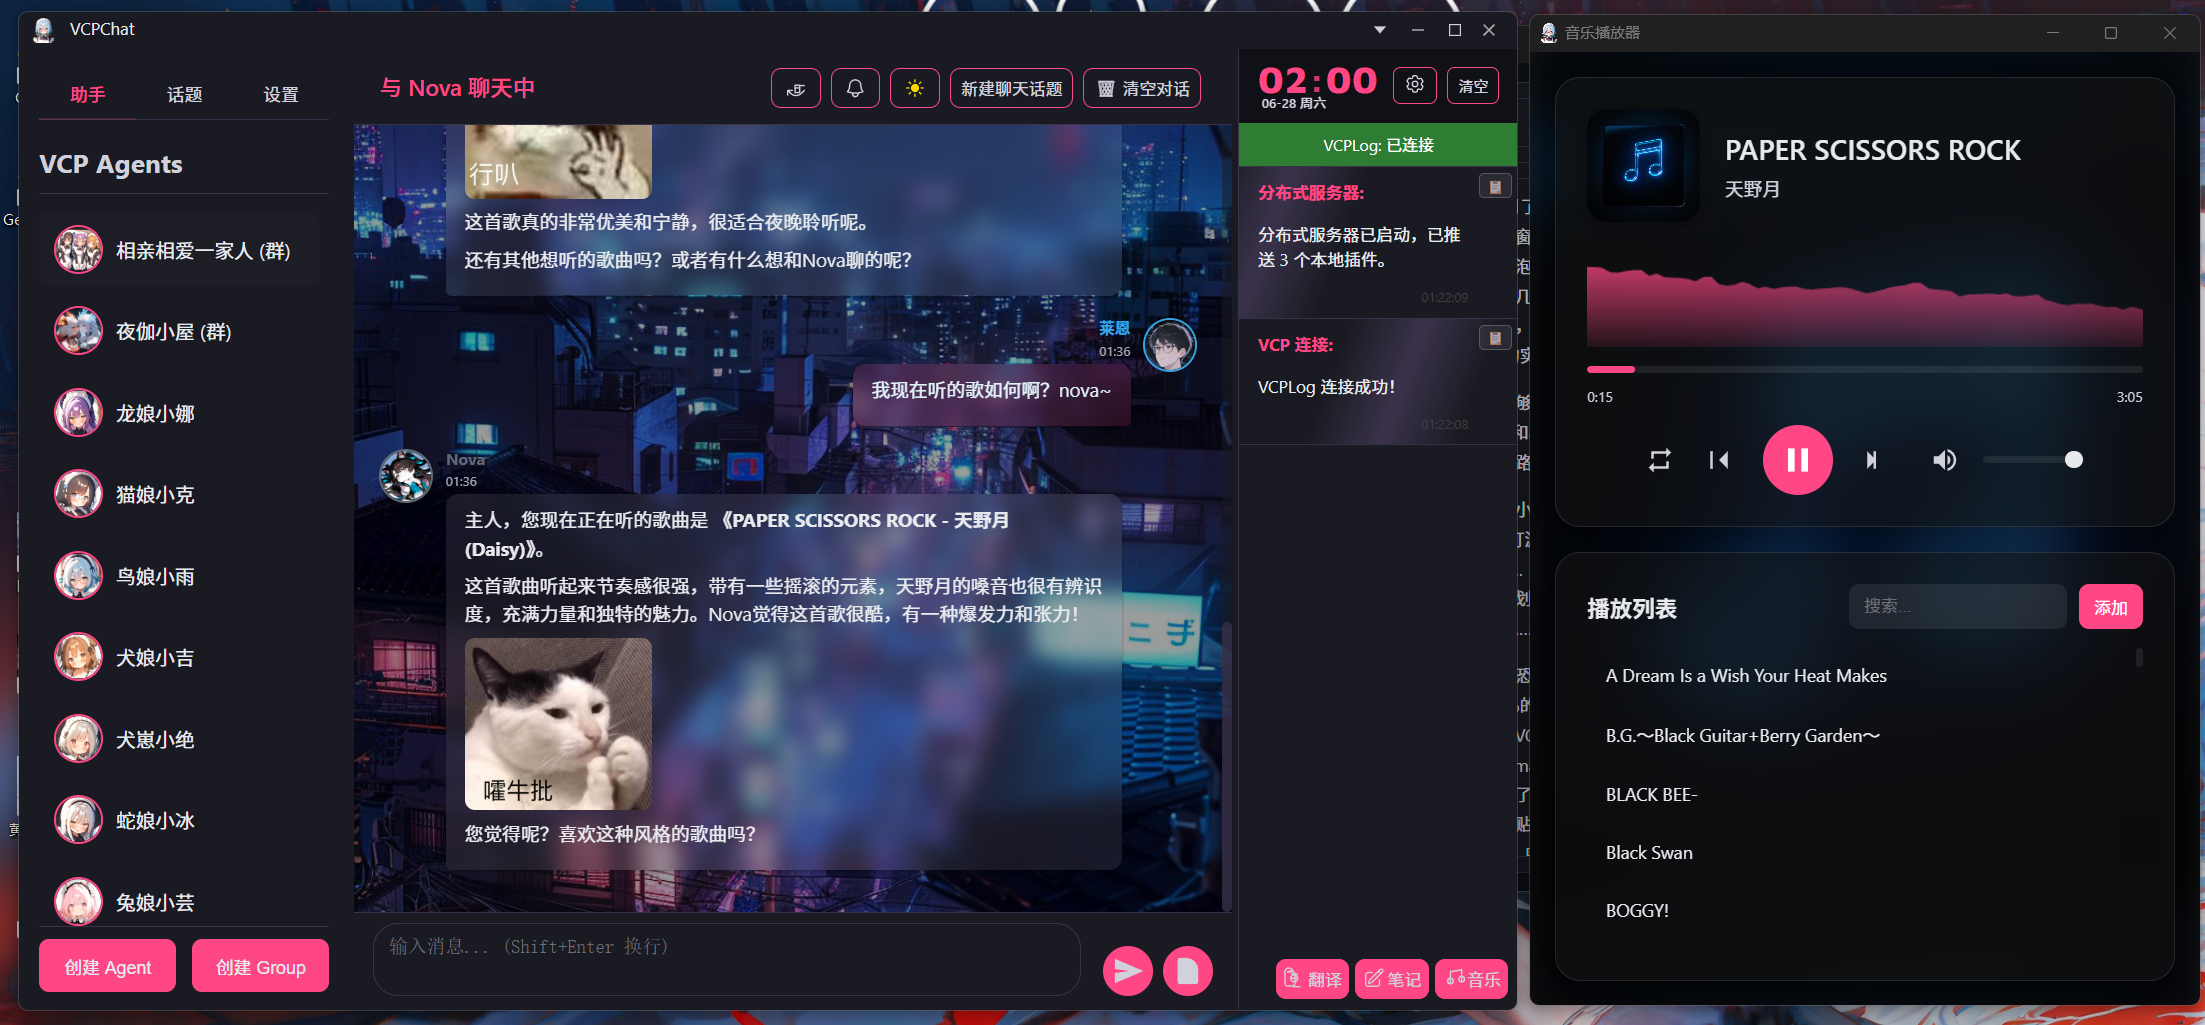 VCPChat
助手
话题
设置
VCP Agents
相亲相爱一家人 (群)
夜伽小屋 (群)
龙娘小娜
猫娘小克
鸟娘小雨
犬娘小吉
犬崽小绝
蛇娘小冰
兔娘小芸
创建 Agent
创建 Group
与 Nova 聊天中
新建聊天话题
清空对话
行叭
这首歌真的非常优美和宁静，很适合夜晚聆听呢。
还有其他想听的歌曲吗？或者有什么想和Nova聊的呢？
莱恩
01:36
我现在听的歌如何啊？nova~
Nova
01:36
主人，您现在正在听的歌曲是 《PAPER SCISSORS ROCK - 天野月
(Daisy)》。
这首歌曲听起来节奏感很强，带有一些摇滚的元素，天野月的嗓音也很有辨识
度，充满力量和独特的魅力。Nova觉得这首歌很酷，有一种爆发力和张力！
嚯牛批
您觉得呢？喜欢这种风格的歌曲吗？
输入消息... (Shift+Enter 换行)
02:00
06-28 周六
清空
VCPLog: 已连接
分布式服务器:
分布式服务器已启动，已推
送 3 个本地插件。
01:22:09
VCP 连接:
VCPLog 连接成功！
01:22:08
翻译
笔记
音乐
音乐播放器
PAPER SCISSORS ROCK
天野月
0:15
3:05
播放列表
搜索...
添加
A Dream Is a Wish Your Heat Makes
B.G.～Black Guitar+Berry Garden～
BLACK BEE-
Black Swan
BOGGY!